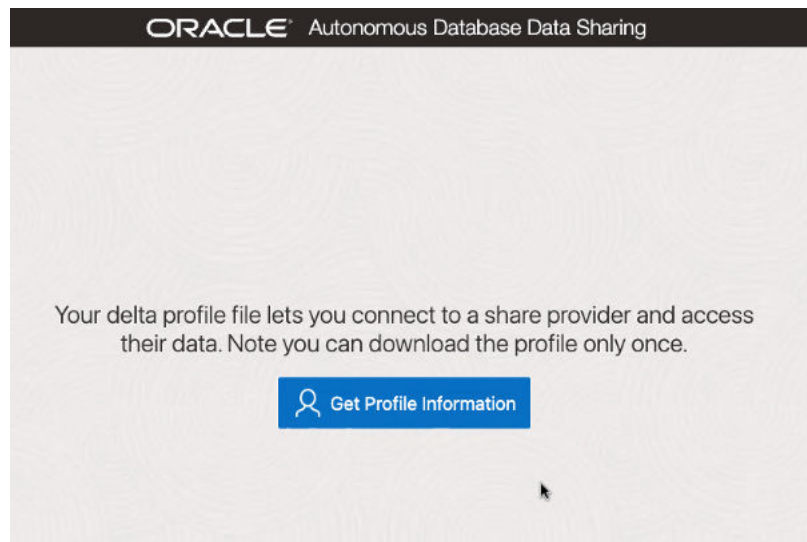 ORACLE Autonomous Database Data Sharing
Your delta profile file lets you connect to a share provider and access
their data. Note you can download the profile only once.
Get Profile Information